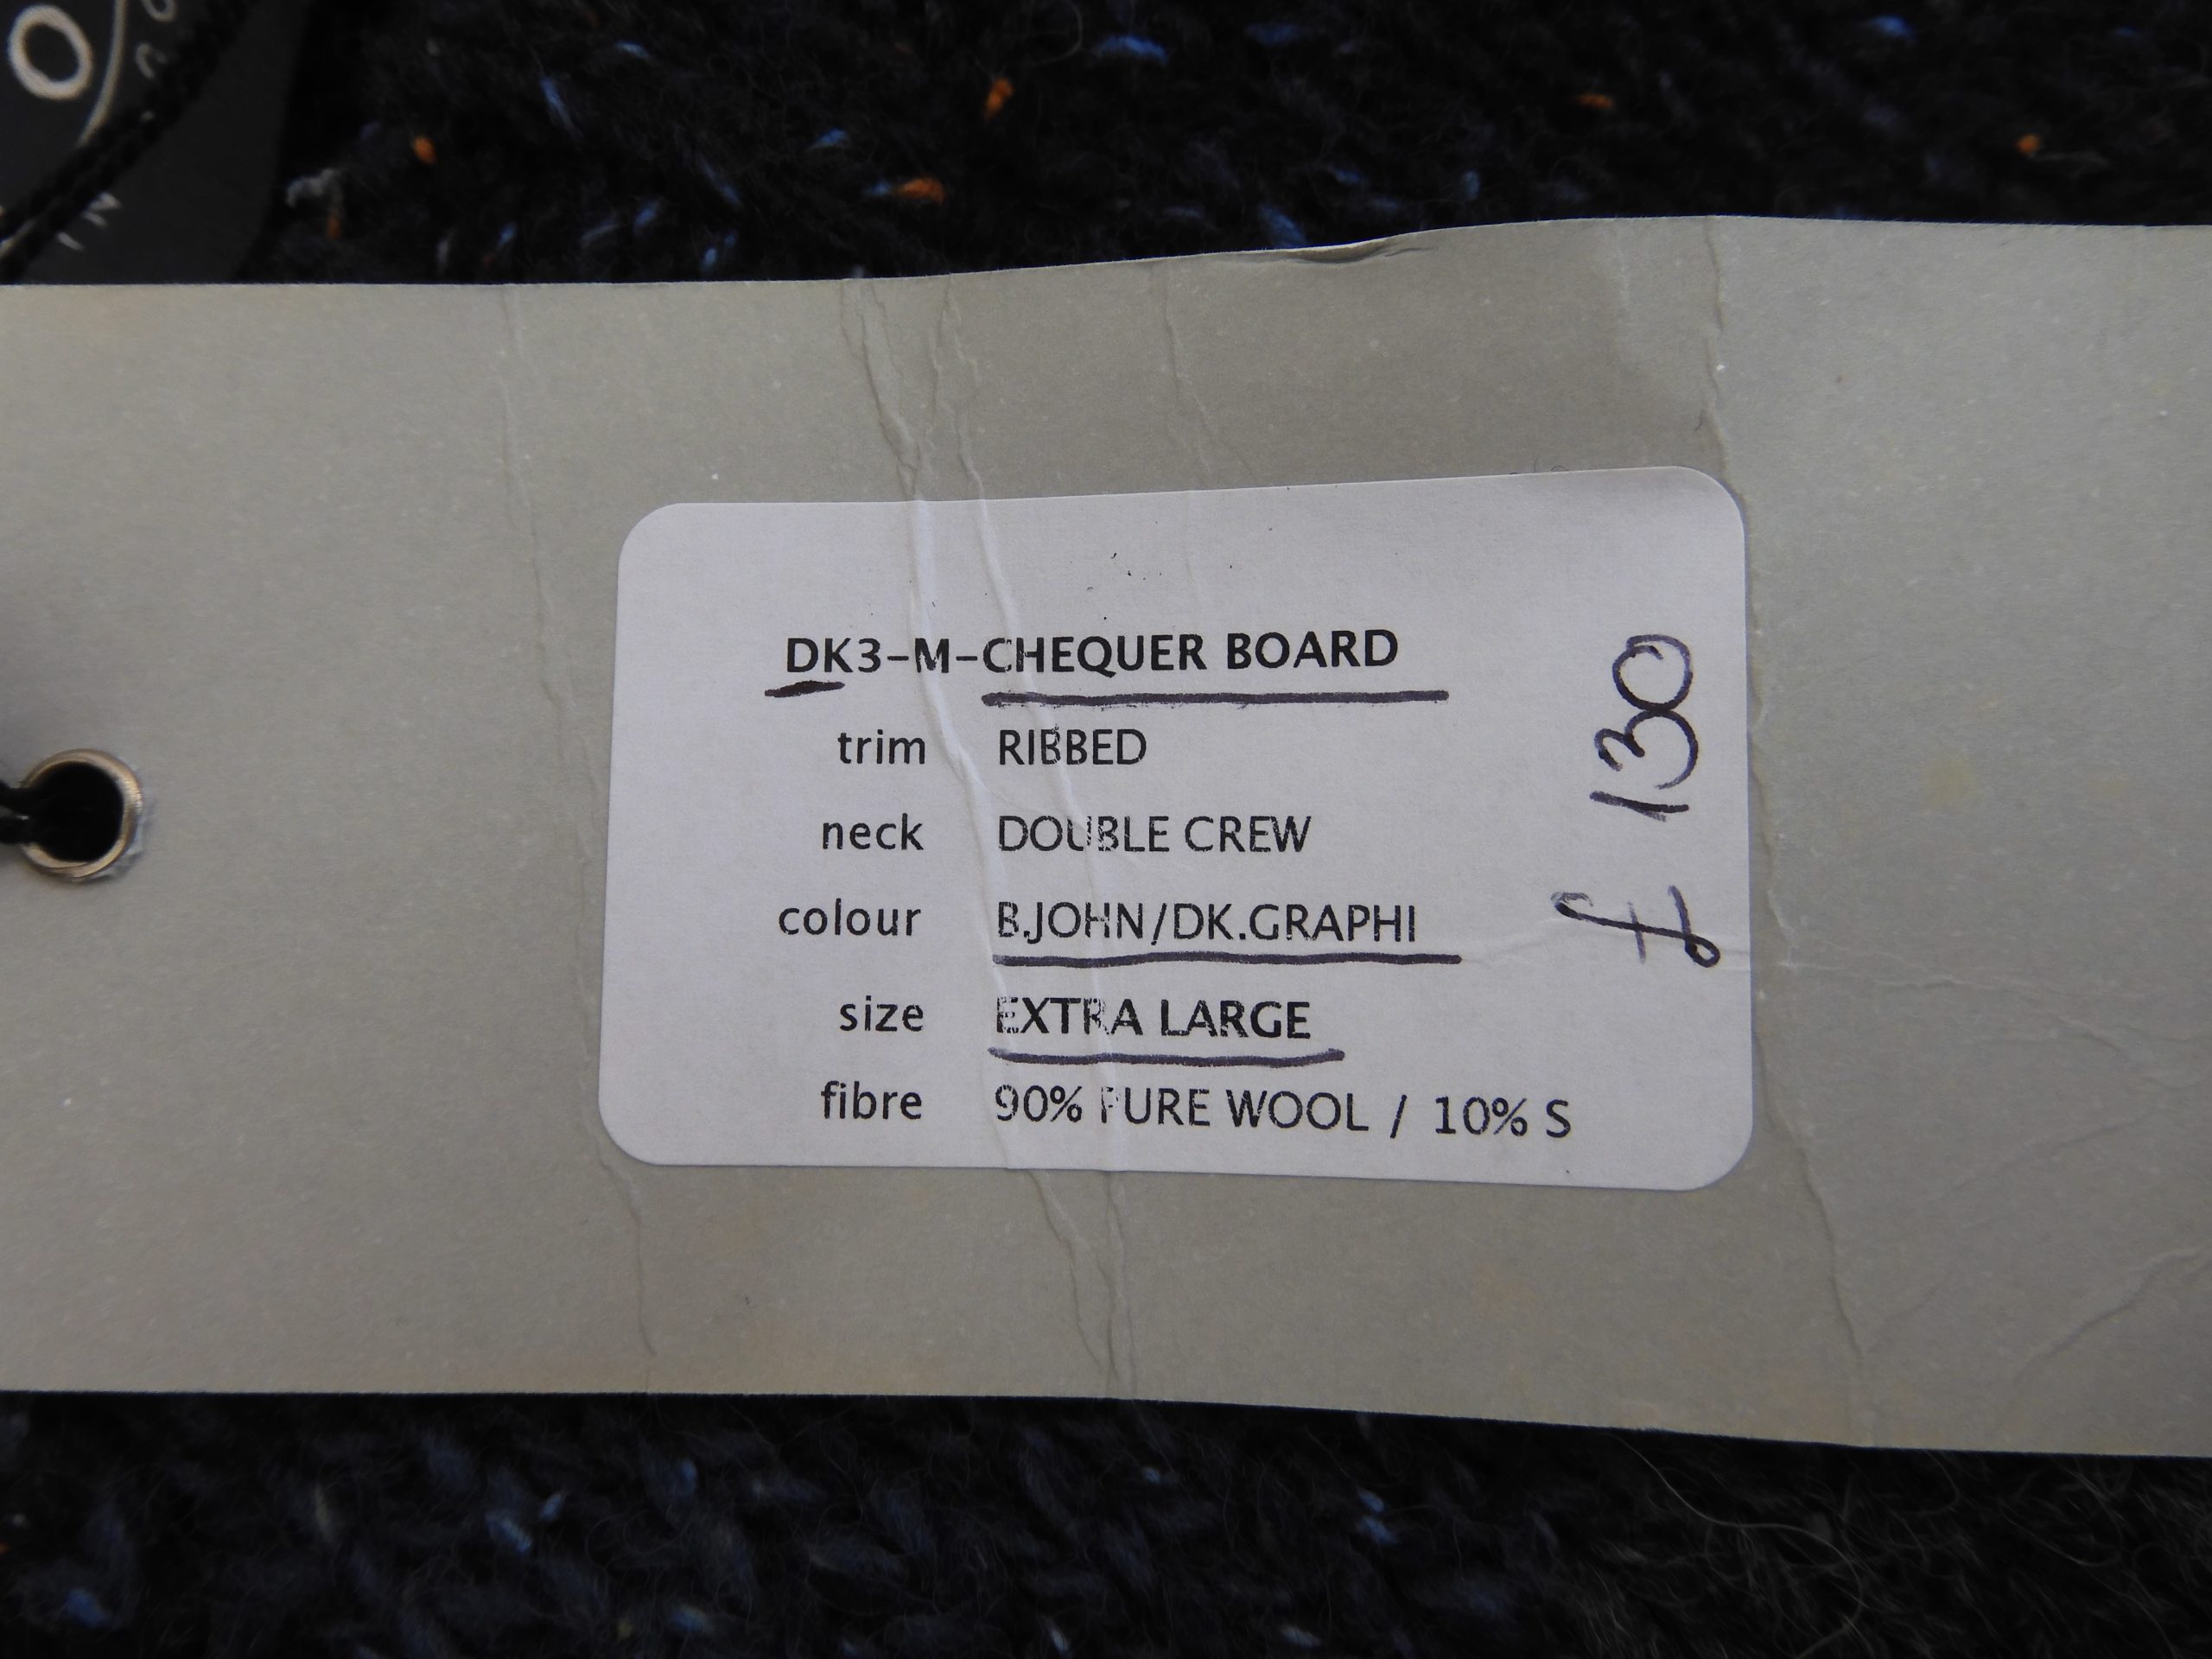 DK3-M-CHEQUER BOARD
trim RIBBED
neck DOUBLE CREW
colour B.JOHN/DK.GRAPHI
size EXTRA LARGE
fibre 90% PURE WOOL / 10% S
£ 130